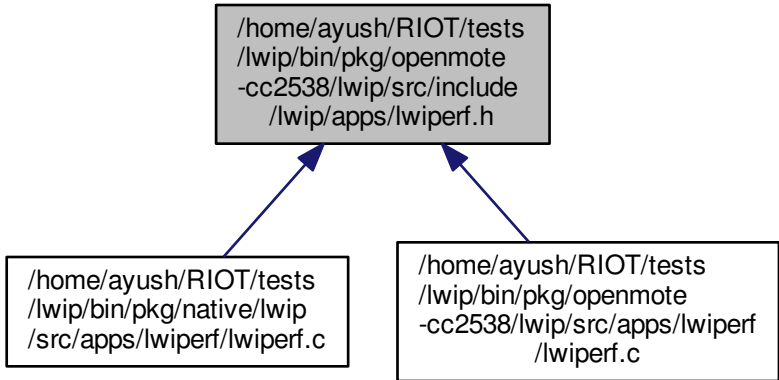 /home/ayush/RIOT/tests
/lwip/bin/pkg/openmote
-cc2538/lwip/src/include
/lwip/apps/lwiperf.h
/home/ayush/RIOT/tests
/lwip/bin/pkg/native/lwip
/src/apps/lwiperf/lwiperf.c
/home/ayush/RIOT/tests
/lwip/bin/pkg/openmote
-cc2538/lwip/src/apps/lwiperf
/lwiperf.c